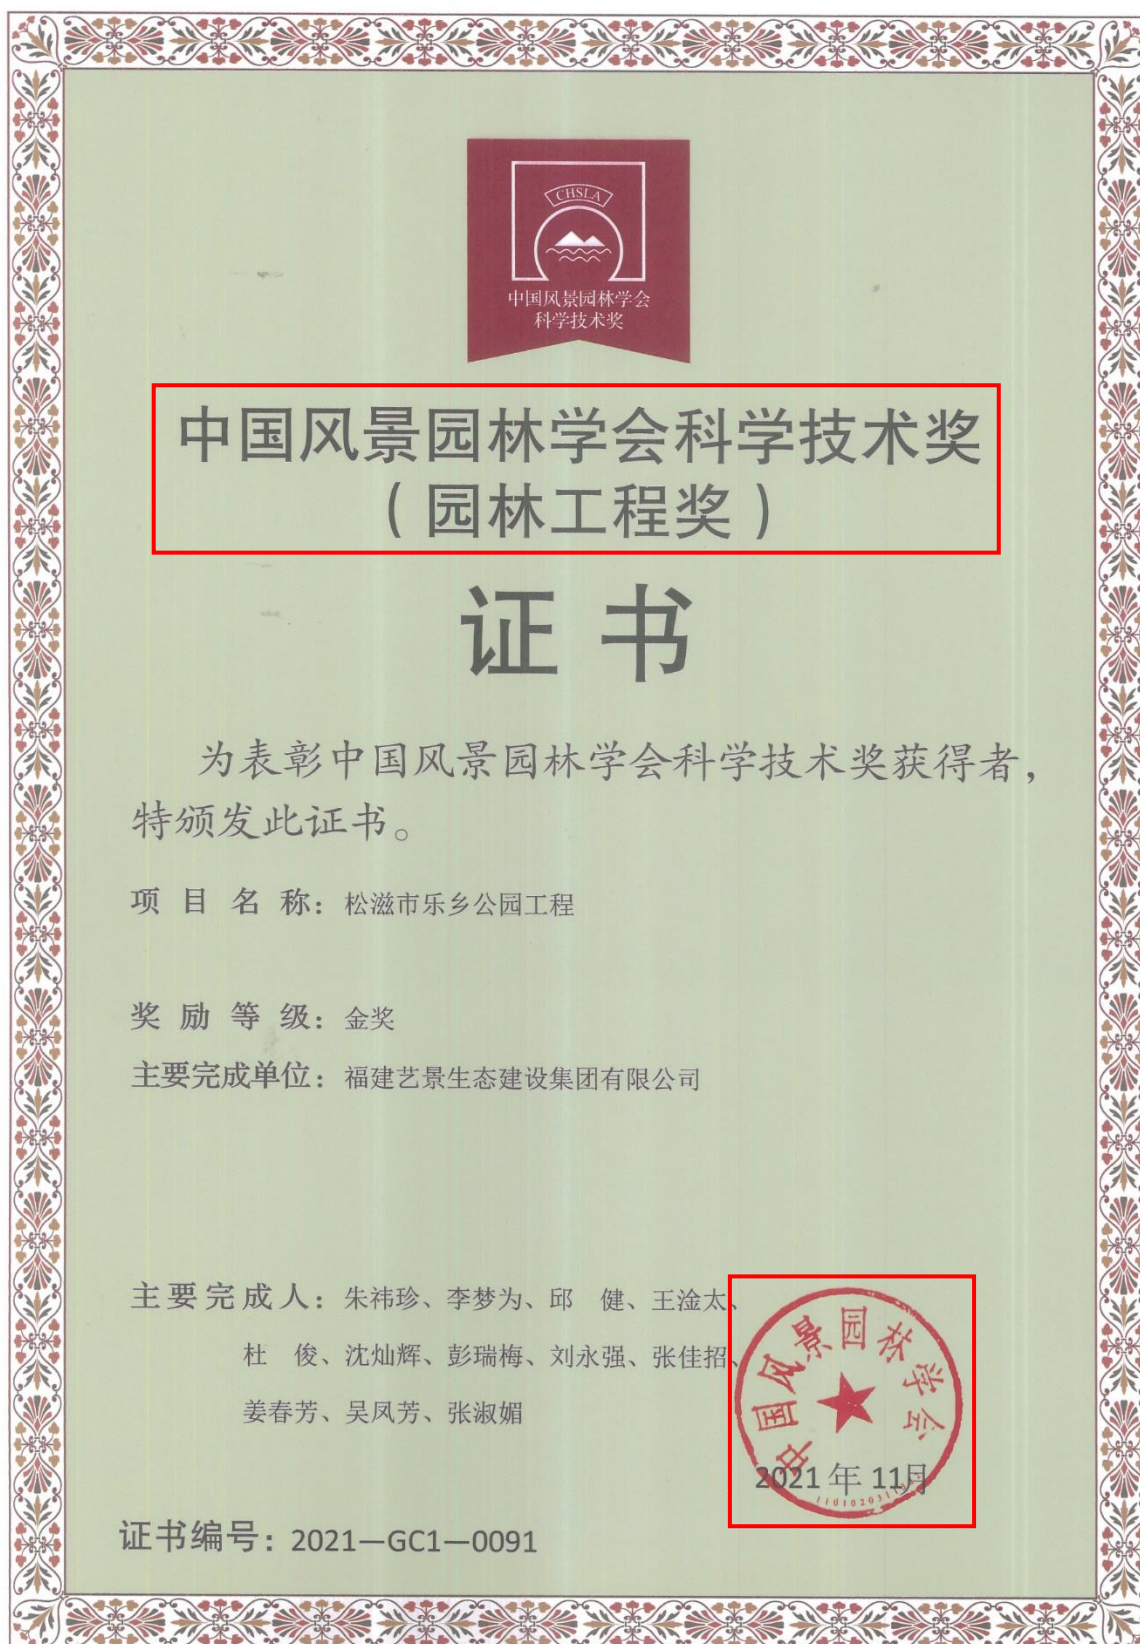 CHSLA
中国风景园林学会
科学技术奖
中国风景园林学会科学技术奖
（园林工程奖）
证书
为表彰中国风景园林学会科学技术奖获得者，
特颁发此证书。
项目名称：松滋市乐乡公园工程
奖励等级：金奖
主要完成单位：福建艺景生态建设集团有限公司
主要完成人：朱祎珍、李梦为、邱 健、王淦太、
杜 俊、沈灿辉、彭瑞梅、刘永强、张佳招、
姜春芳、吴凤芳、张淑媚
中国风景园林学会
2021年11月
证书编号：2021—GC1—0091